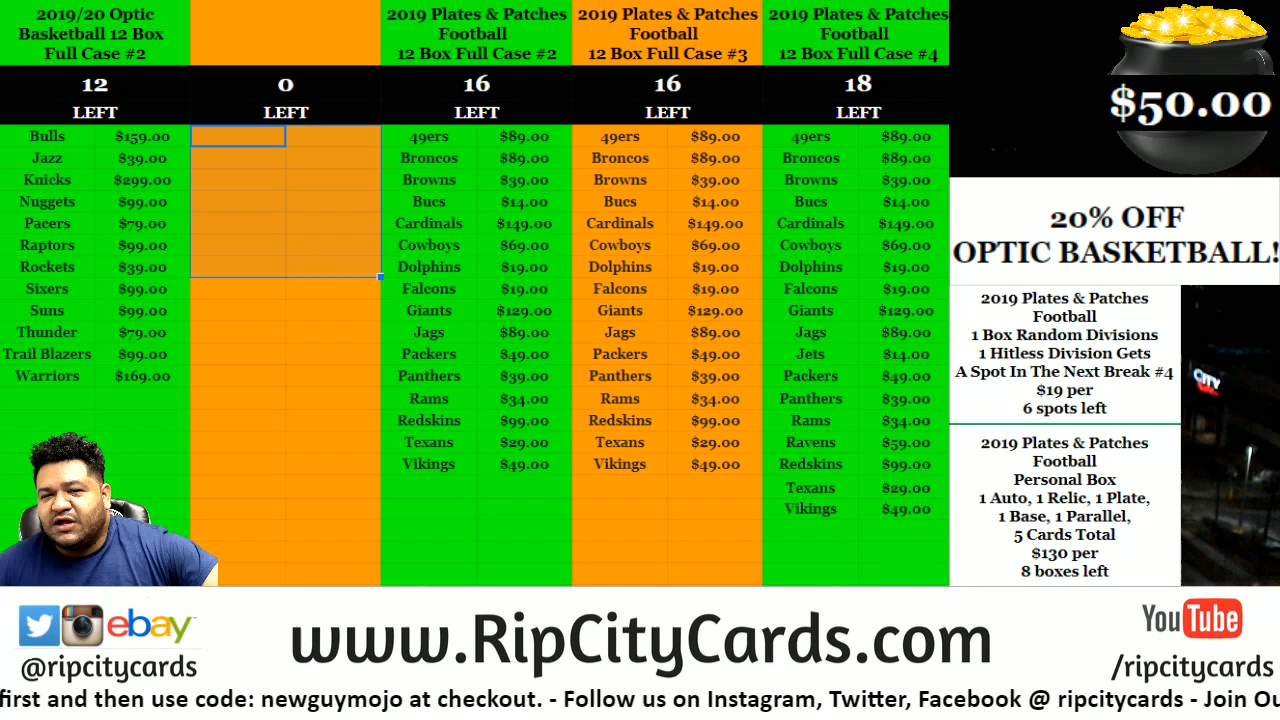 2019/20 Optic
Basketball 12 Box
Full Case #2
12
LEFT
Bulls $159.00
Jazz $39.00
Knicks $299.00
Nuggets $99.00
Pacers $79.00
Raptors $99.00
Rockets $39.00
Sixers $99.00
Suns $99.00
Thunder $79.00
Trail Blazers $99.00
Warriors $169.00
0
LEFT
2019 Plates & Patches
Football
12 Box Full Case #2
16
LEFT
49ers $89.00
Broncos $89.00
Browns $39.00
Bucs $14.00
Cardinals $149.00
Cowboys $69.00
Dolphins $19.00
Falcons $19.00
Giants $129.00
Jags $89.00
Packers $49.00
Panthers $39.00
Rams $34.00
Redskins $99.00
Texans $29.00
Vikings $49.00
2019 Plates & Patches
Football
12 Box Full Case #3
16
LEFT
49ers $89.00
Broncos $89.00
Browns $39.00
Bucs $14.00
Cardinals $149.00
Cowboys $69.00
Dolphins $19.00
Falcons $19.00
Giants $129.00
Jags $89.00
Packers $49.00
Panthers $39.00
Rams $34.00
Redskins $99.00
Texans $29.00
Vikings $49.00
2019 Plates & Patches
Football
12 Box Full Case #4
18
LEFT
49ers $89.00
Broncos $89.00
Browns $39.00
Bucs $14.00
Cardinals $149.00
Cowboys $69.00
Dolphins $19.00
Falcons $19.00
Giants $129.00
Jags $89.00
Jets $14.00
Packers $49.00
Panthers $39.00
Rams $34.00
Ravens $59.00
Redskins $99.00
Texans $29.00
Vikings $49.00
$50.00
20% OFF
OPTIC BASKETBALL!
2019 Plates & Patches
Football
1 Box Random Divisions
1 Hitless Division Gets
A Spot In The Next Break #4
$19 per
6 spots left
2019 Plates & Patches
Football
Personal Box
1 Auto, 1 Relic, 1 Plate,
1 Base, 1 Parallel,
5 Cards Total
$130 per
8 boxes left
CITY
ebay
@ripcitycards
www.RipCityCards.com
YouTube
/ripcitycards
first and then use code: newguymojo at checkout. - Follow us on Instagram, Twitter, Facebook @ ripcitycards - Join Ou